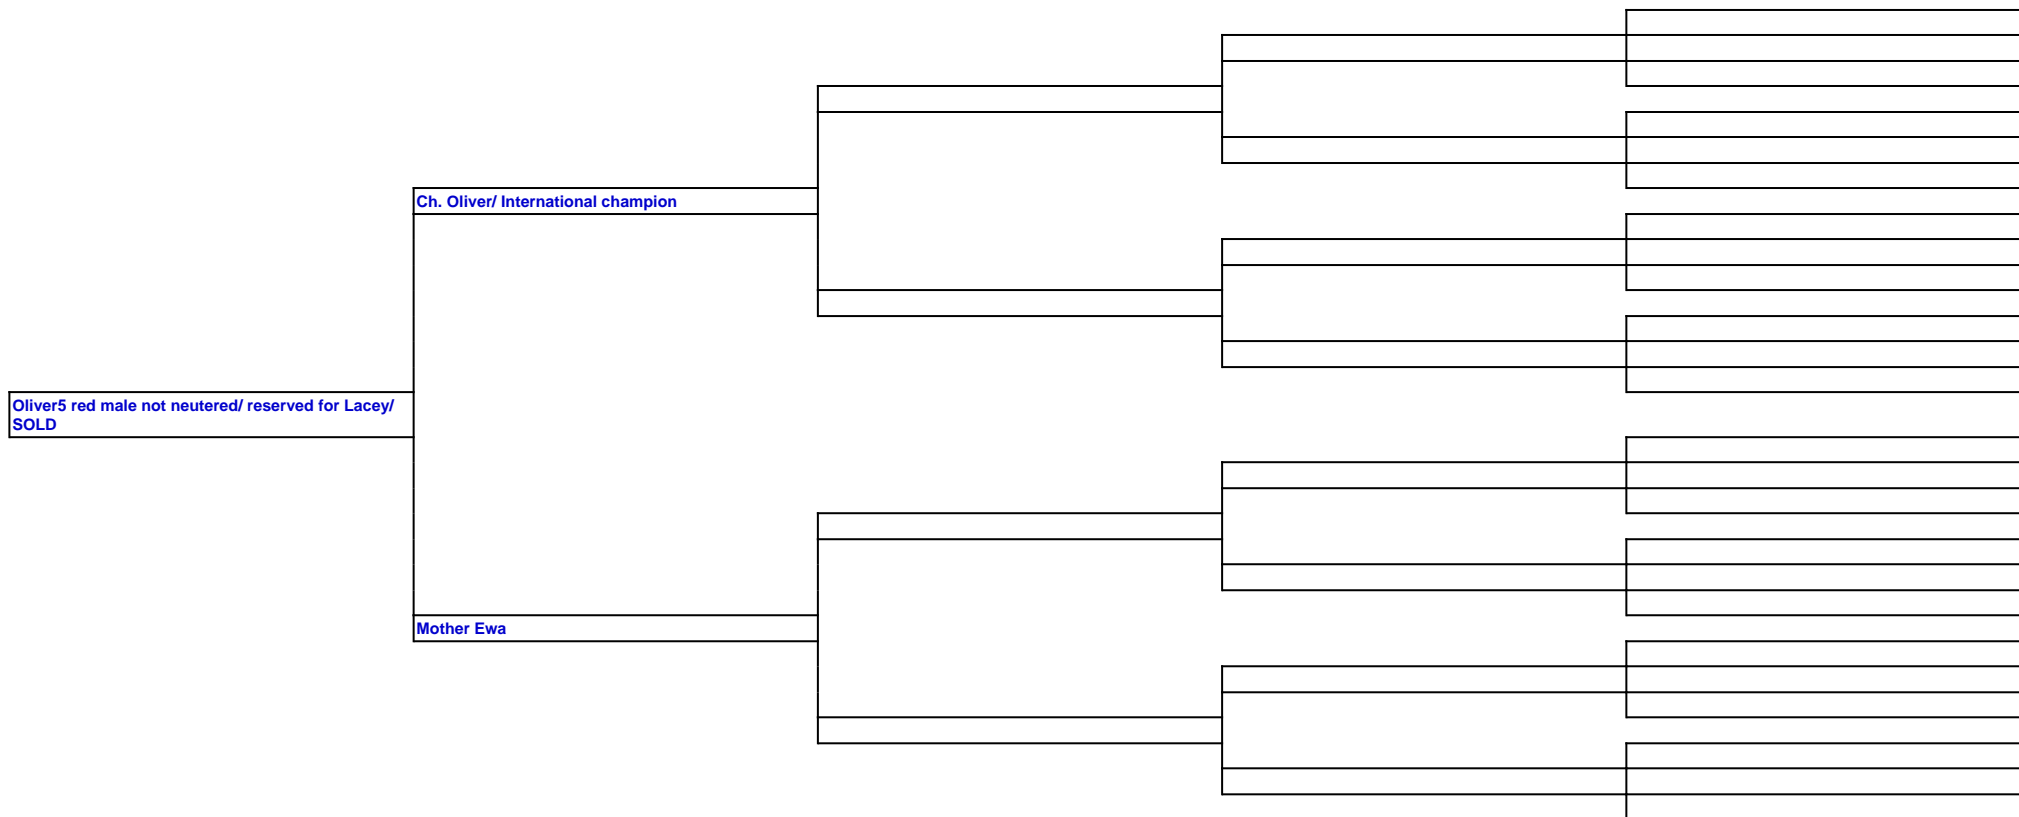 Ch. Oliver/ International champion
Oliver5 red male not neutered/ reserved for Lacey/
SOLD
Mother Ewa